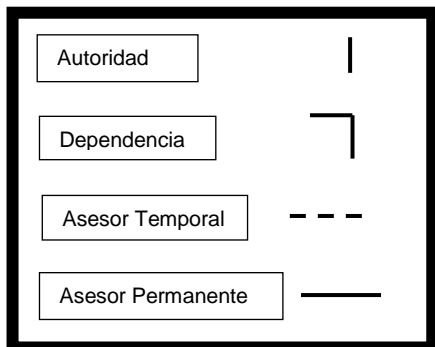 Autoridad
Dependencia
Asesor Temporal
Asesor Permanente